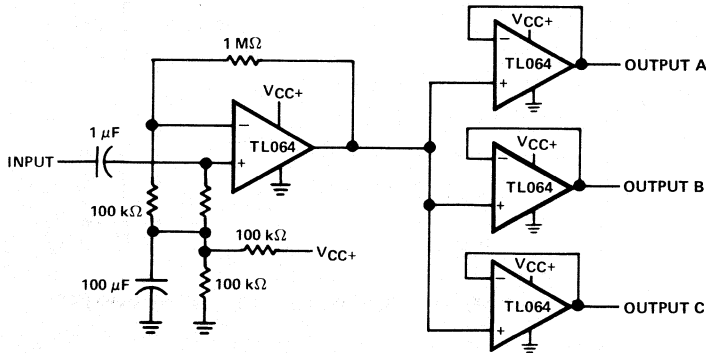 1 MΩ
VCC+
1 μF
−
TL064
INPUT
+
100 kΩ
100 kΩ
VCC+
100 μF
100 kΩ
VCC+
−
TL064
OUTPUT A
+
VCC+
−
TL064
OUTPUT B
+
VCC+
−
TL064
OUTPUT C
+